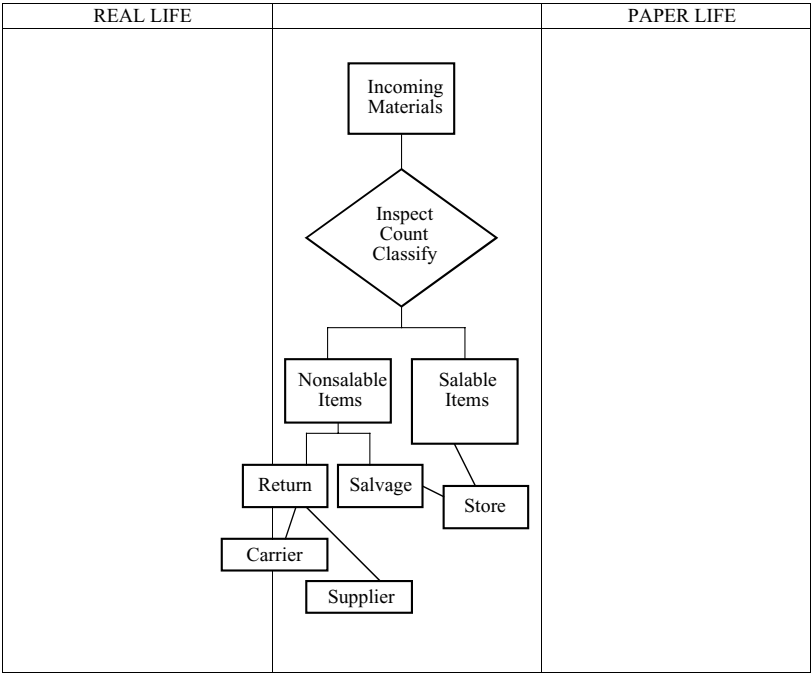 REAL LIFE
PAPER LIFE
Incoming
Materials
Inspect
Count
Classify
Nonsalable
Items
Salable
Items
Return
Salvage
Store
Carrier
Supplier